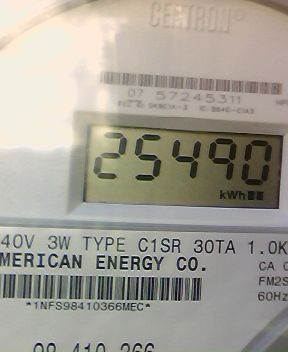 CENTRON®
07 57245311
25490
kWh
40V 3W TYPE C1SR 30TA 1.0K
MERICAN ENERGY CO.
CA 0
FM2S
60Hz
*1NFS98410366MEC*
98 410 366